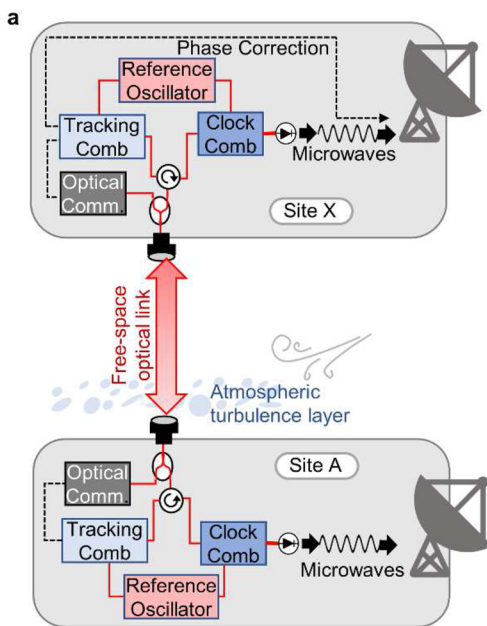 a
Phase Correction
Reference
Oscillator
Tracking
Comb
Clock
Comb
Microwaves
Optical
Comm.
Site X
Free-space
optical link
Atmospheric
turbulence layer
Optical
Comm.
Site A
Tracking
Comb
Clock
Comb
Microwaves
Reference
Oscillator